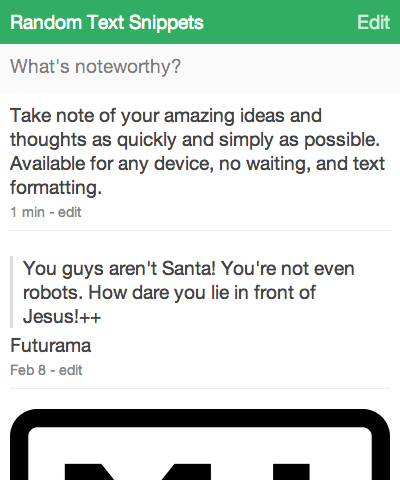 Random Text Snippets Edit
What's noteworthy?
Take note of your amazing ideas and
thoughts as quickly and simply as possible.
Available for any device, no waiting, and text
formatting.
1 min - edit
You guys aren't Santa! You're not even
robots. How dare you lie in front of
Jesus!++
Futurama
Feb 8 - edit